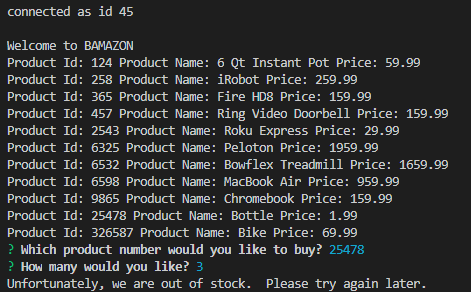 connected as id 45
Welcome to BAMAZON
Product Id: 124 Product Name: 6 Qt Instant Pot Price: 59.99
Product Id: 258 Product Name: iRobot Price: 259.99
Product Id: 365 Product Name: Fire HD8 Price: 159.99
Product Id: 457 Product Name: Ring Video Doorbell Price: 159.99
Product Id: 2543 Product Name: Roku Express Price: 29.99
Product Id: 6325 Product Name: Peloton Price: 1959.99
Product Id: 6532 Product Name: Bowflex Treadmill Price: 1659.99
Product Id: 6598 Product Name: MacBook Air Price: 959.99
Product Id: 9865 Product Name: Chromebook Price: 159.99
Product Id: 25478 Product Name: Bottle Price: 1.99
Product Id: 326587 Product Name: Bike Price: 69.99
? Which product number would you like to buy? 25478
? How many would you like? 3
Unfortunately, we are out of stock.  Please try again later.